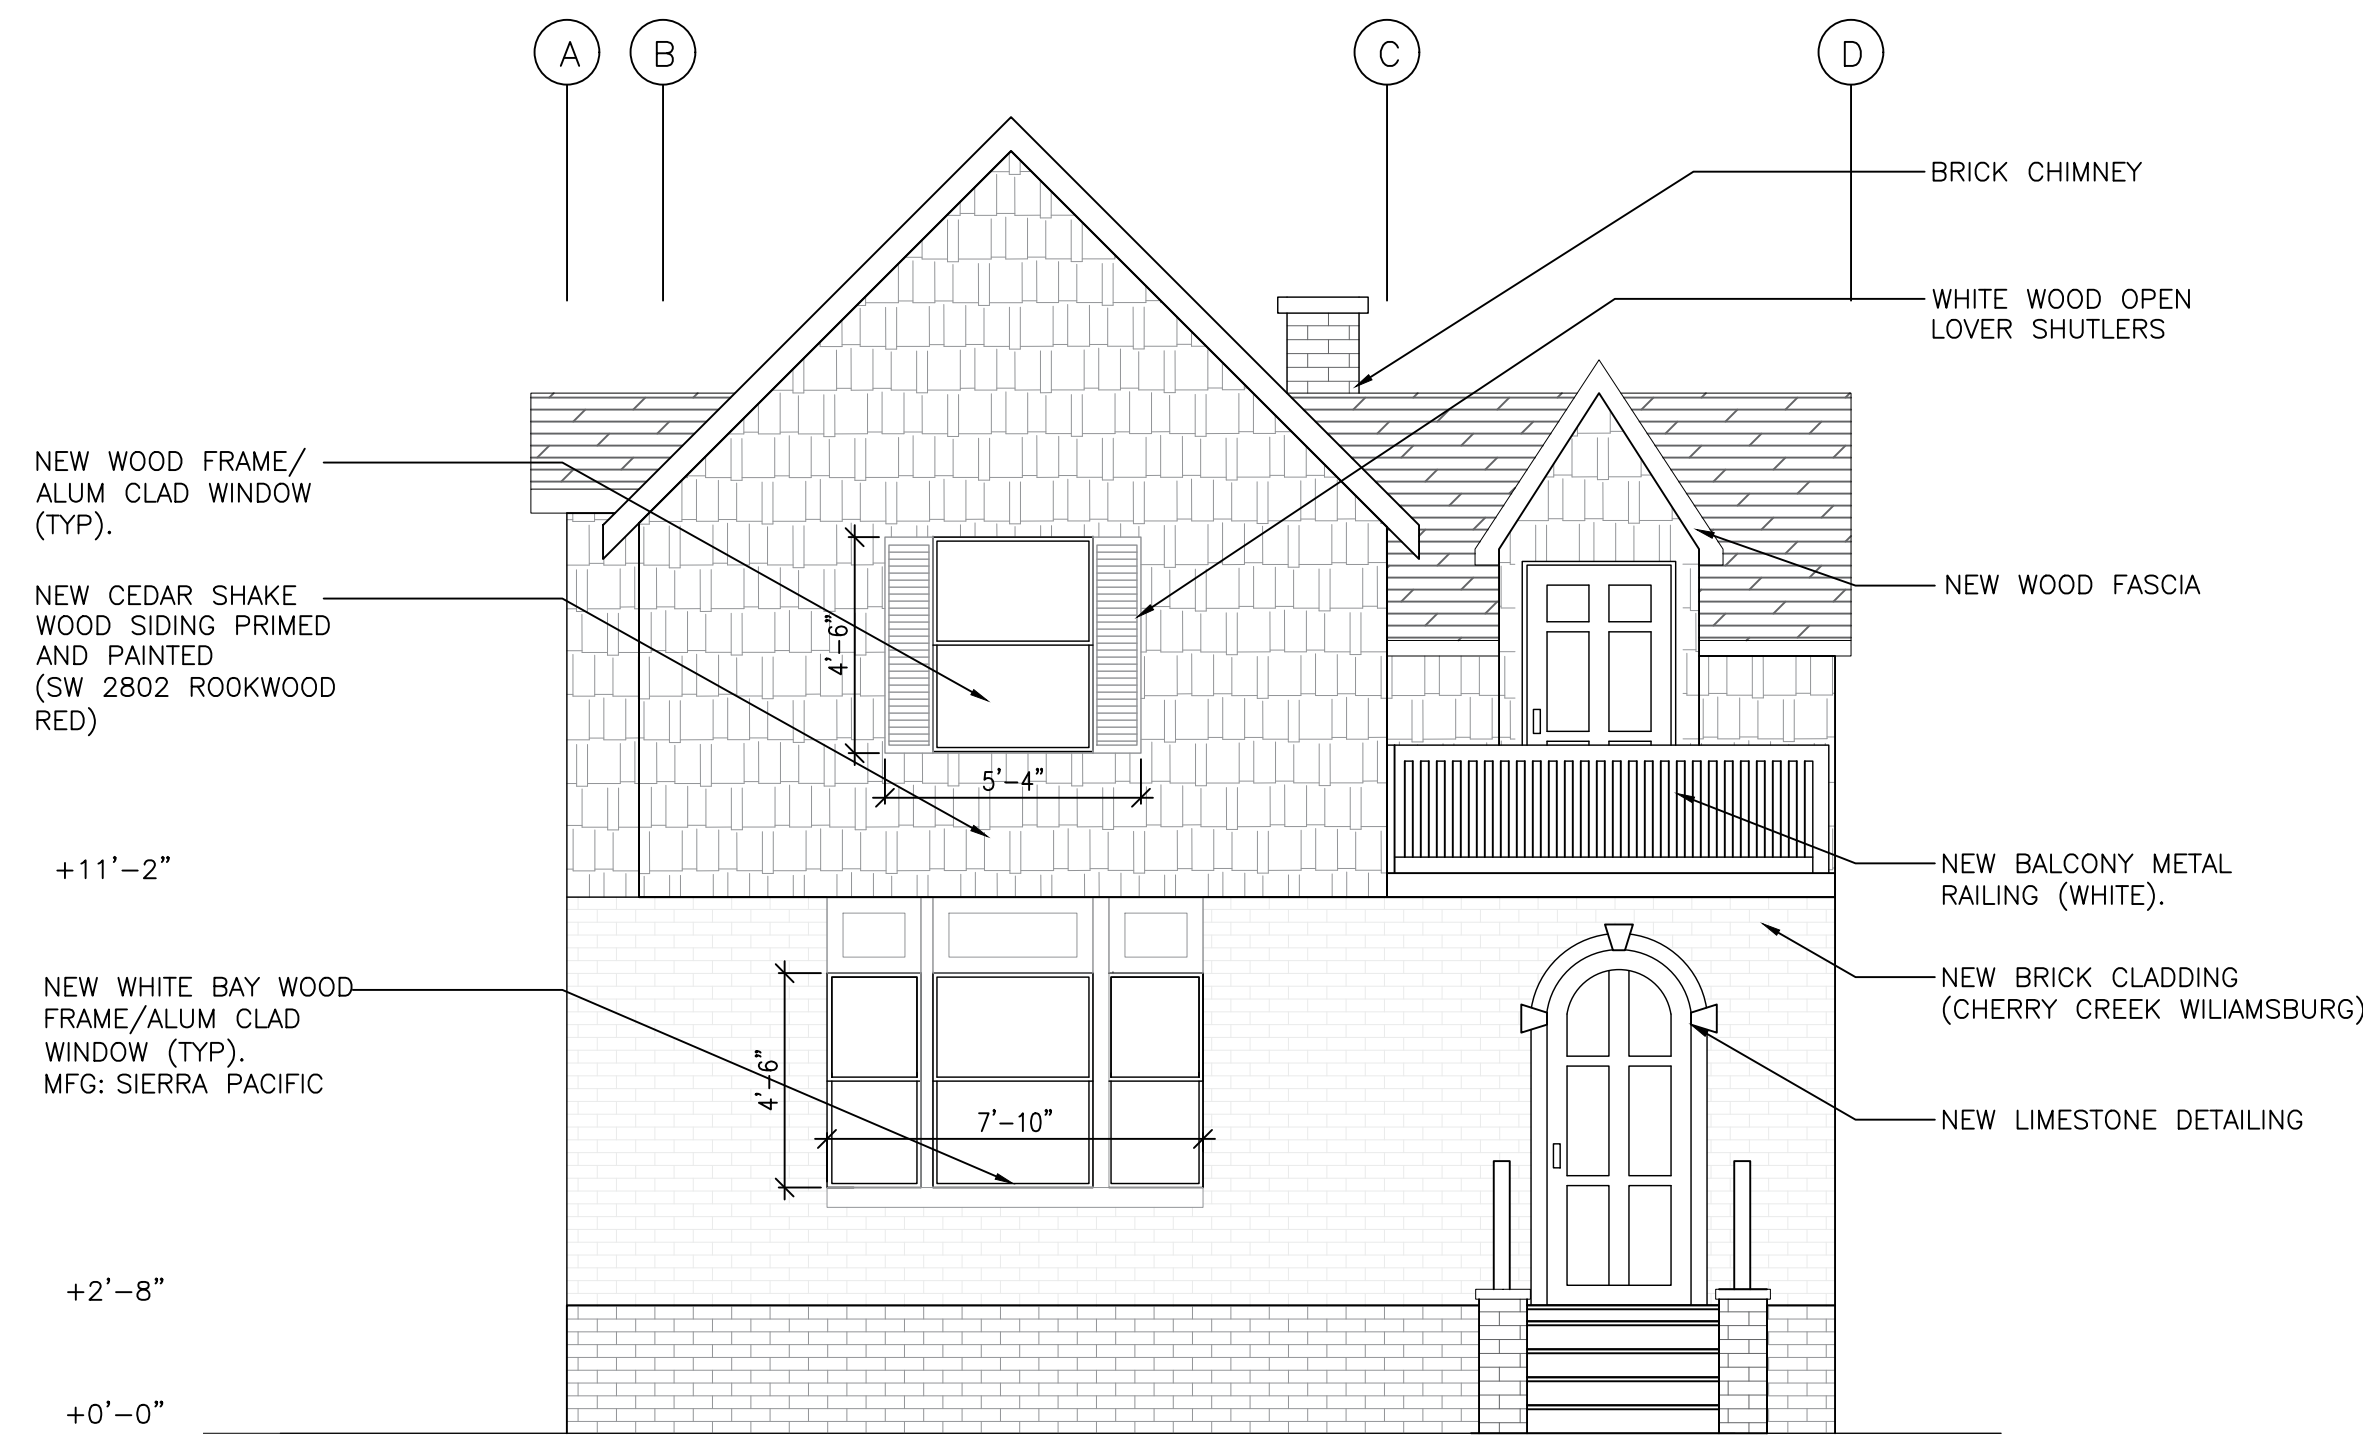 A
B
C
D
BRICK CHIMNEY
WHITE WOOD OPEN
LOVER SHUTLERS
NEW WOOD FRAME/
ALUM CLAD WINDOW
(TYP).
NEW WOOD FASCIA
NEW CEDAR SHAKE
WOOD SIDING PRIMED
AND PAINTED
(SW 2802 ROOKWOOD
RED)
4'-6"
5'-4"
+11'-2"
NEW BALCONY METAL
RAILING (WHITE).
NEW WHITE BAY WOOD
FRAME/ALUM CLAD
WINDOW (TYP).
MFG: SIERRA PACIFIC
NEW BRICK CLADDING
(CHERRY CREEK WILIAMSBURG)
4'-6"
7'-10"
NEW LIMESTONE DETAILING
+2'-8"
+0'-0"